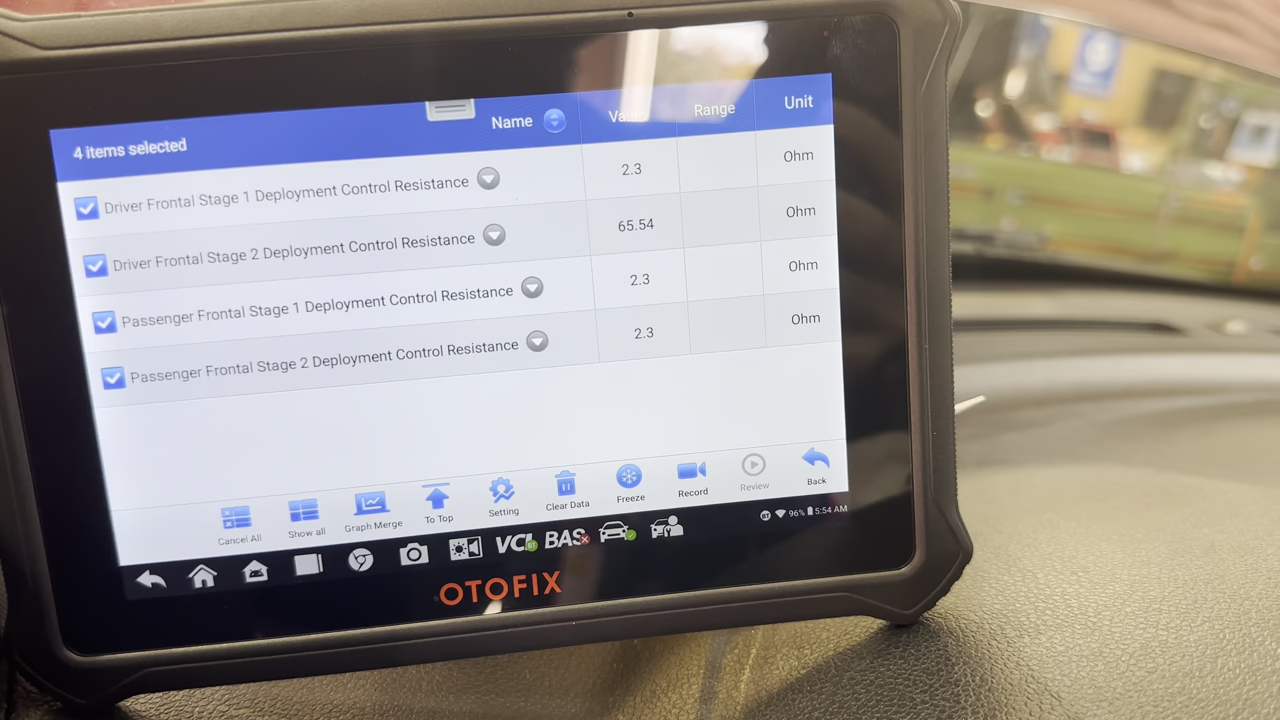 4 items selected Name Range Unit
Driver Frontal Stage 1 Deployment Control Resistance 2.3 Ohm
Driver Frontal Stage 2 Deployment Control Resistance 65.54 Ohm
Passenger Frontal Stage 1 Deployment Control Resistance 2.3 Ohm
Passenger Frontal Stage 2 Deployment Control Resistance 2.3 Ohm
Cancel All Show all Graph Merge To Top Setting Clear Data Freeze Record Review Back
VCI BT BAS BT 96% 5:54 AM
OTOFIX